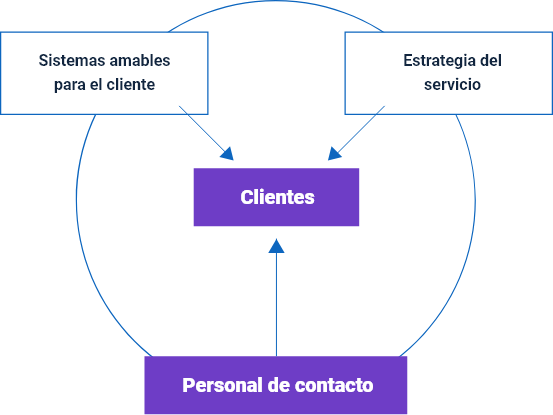 Sistemas amables
para el cliente
Estrategia del
servicio
Clientes
Personal de contacto